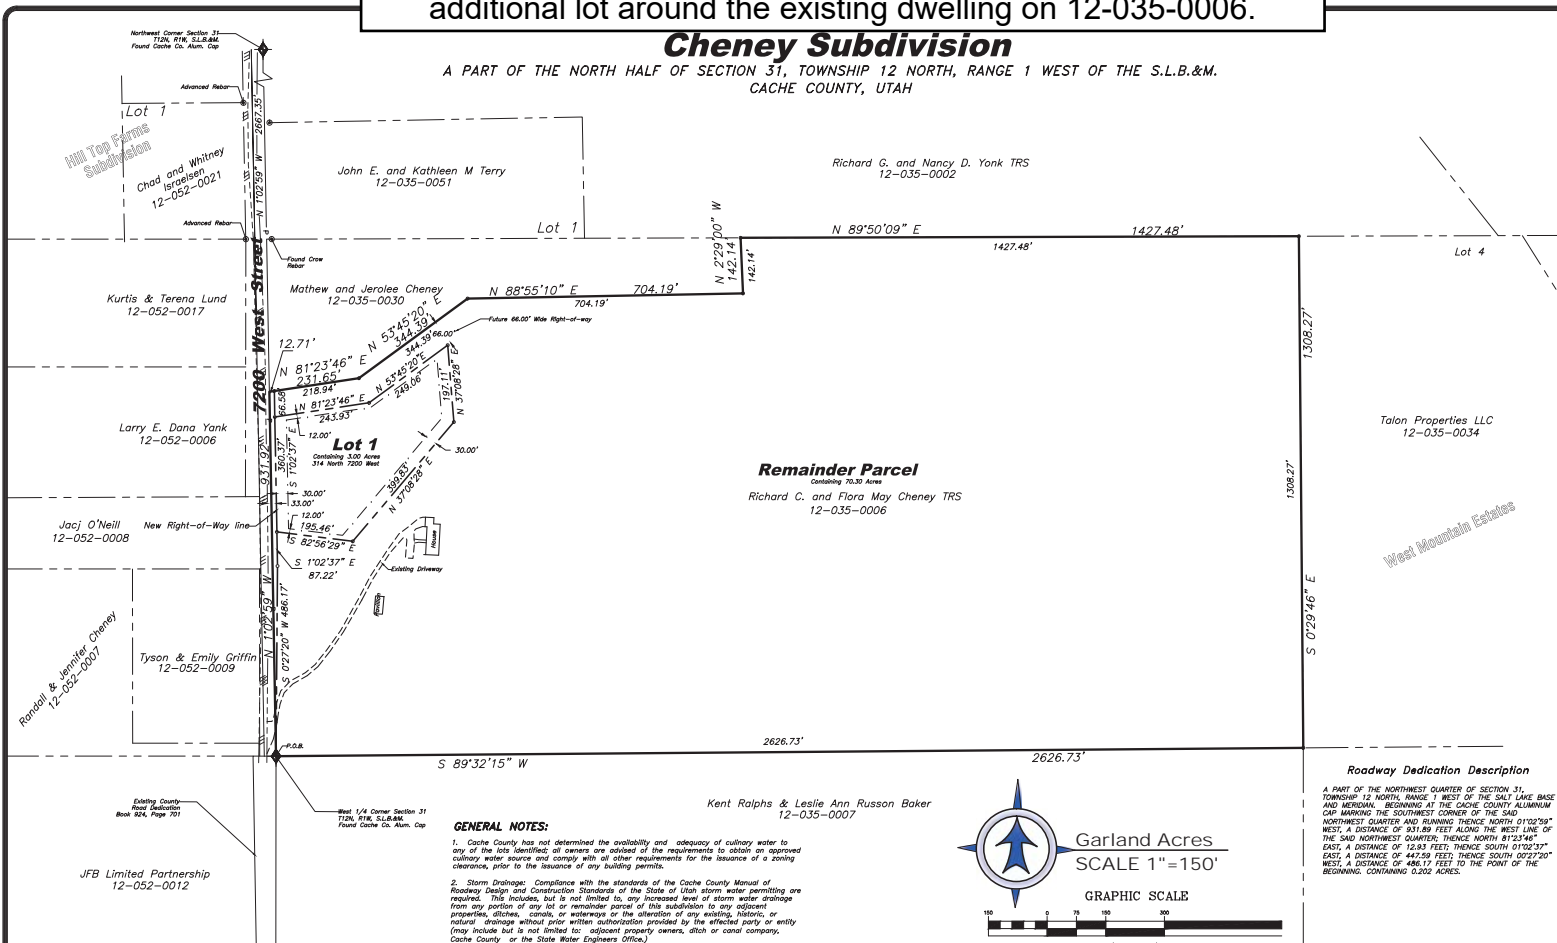 additional lot around the existing dwelling on 12-035-0006.
Cheney Subdivision
A PART OF THE NORTH HALF OF SECTION 31, TOWNSHIP 12 NORTH, RANGE 1 WEST OF THE S.L.B.&M.
CACHE COUNTY, UTAH
Northwest Corner Section 31
T12N, R1W, S.L.B.&M.
Found Cache Co. Alum. Cap
Advanced Rebar
Lot 1
Hill Top Farms
Subdivision
Chad and Whitney
Israelsen
12-052-0021
N 1°02'59" W 2667.35'
John E. and Kathleen M Terry
12-035-0051
Richard G. and Nancy D. Yonk TRS
12-035-0002
Advanced Rebar
Lot 1
Found Crow
Rebar
N 2°29'00" W
142.14'
142.14'
N 89°50'09" E
1427.48'
1427.48'
Lot 4
Kurtis & Terena Lund
12-052-0017
7200 West Street
Mathew and Jerolee Cheney
12-035-0030
N 88°55'10" E
704.19'
704.19'
Future 66.00' Wide Right-of-way
N 53°45'20" E
344.39'
344.39'
66.00'
12.71'
N 81°23'46" E
231.65'
218.94'
N 53°45'20"E
249.06'
N 81°23'46" E
243.93'
66.58'
12.00'
197.11'
N 37°08'28" E
1308.27'
1308.27'
S 0°29'46" E
Larry E. Dana Yank
12-052-0006
931.92'
360.37'
S 1°02'37" E
Lot 1
Containing 3.00 Acres
314 North 7200 West
30.00'
399.83'
N 37°08'28" E
Remainder Parcel
Containing 70.30 Acres
Richard C. and Flora May Cheney TRS
12-035-0006
Talon Properties LLC
12-035-0034
West Mountain Estates
30.00'
33.00'
12.00'
Jacj O'Neill
12-052-0008
New Right-of-Way line
195.46'
S 82°56'29" E
S 1°02'37" E
87.22'
House
Existing Driveway
Pavilion
N 1°02'59" W
S 0°27'20" W 486.17'
Tyson & Emily Griffin
12-052-0009
Randall & Jennifer Cheney
12-052-0007
P.O.B.
2626.73'
S 89°32'15" W
2626.73'
Existing County
Road Dedication
Book 924, Page 701
West 1/4 Corner Section 31
T12N, R1W, S.L.B.&M.
Found Cache Co. Alum. Cap
Kent Ralphs & Leslie Ann Russon Baker
12-035-0007
JFB Limited Partnership
12-052-0012
GENERAL NOTES:
1. Cache County has not determined the availability and adequacy of culinary water to
any of the lots identified; all owners are advised of the requirements to obtain an approved
culinary water source and comply with all other requirements for the issuance of a zoning
clearance, prior to the issuance of any building permits.
2. Storm Drainage: Compliance with the standards of the Cache County Manual of
Roadway Design and Construction Standards of the State of Utah storm water permitting are
required. This includes, but is not limited to, any increased level of storm water drainage
from any portion of any lot or remainder parcel of this subdivision to any adjacent
properties, ditches, canals, or waterways or the alteration of any existing, historic, or
natural drainage without prior written authorization provided by the effected party or entity
(may include but is not limited to: adjacent property owners, ditch or canal company,
Cache County or the State Water Engineers Office.)
Garland Acres
SCALE 1"=150'
GRAPHIC SCALE
150 0 75 150 300
Roadway Dedication Description
A PART OF THE NORTHWEST QUARTER OF SECTION 31,
TOWNSHIP 12 NORTH, RANGE 1 WEST OF THE SALT LAKE BASE
AND MERIDIAN. BEGINNING AT THE CACHE COUNTY ALUMINUM
CAP MARKING THE SOUTHWEST CORNER OF THE SAID
NORTHWEST QUARTER AND RUNNING THENCE NORTH 01°02'59"
WEST, A DISTANCE OF 931.89 FEET ALONG THE WEST LINE OF
THE SAID NORTHWEST QUARTER; THENCE NORTH 81°23'46"
EAST, A DISTANCE OF 12.93 FEET; THENCE SOUTH 01°02'37"
EAST, A DISTANCE OF 447.59 FEET; THENCE SOUTH 00°27'20"
WEST, A DISTANCE OF 486.17 FEET TO THE POINT OF THE
BEGINNING. CONTAINING 0.202 ACRES.